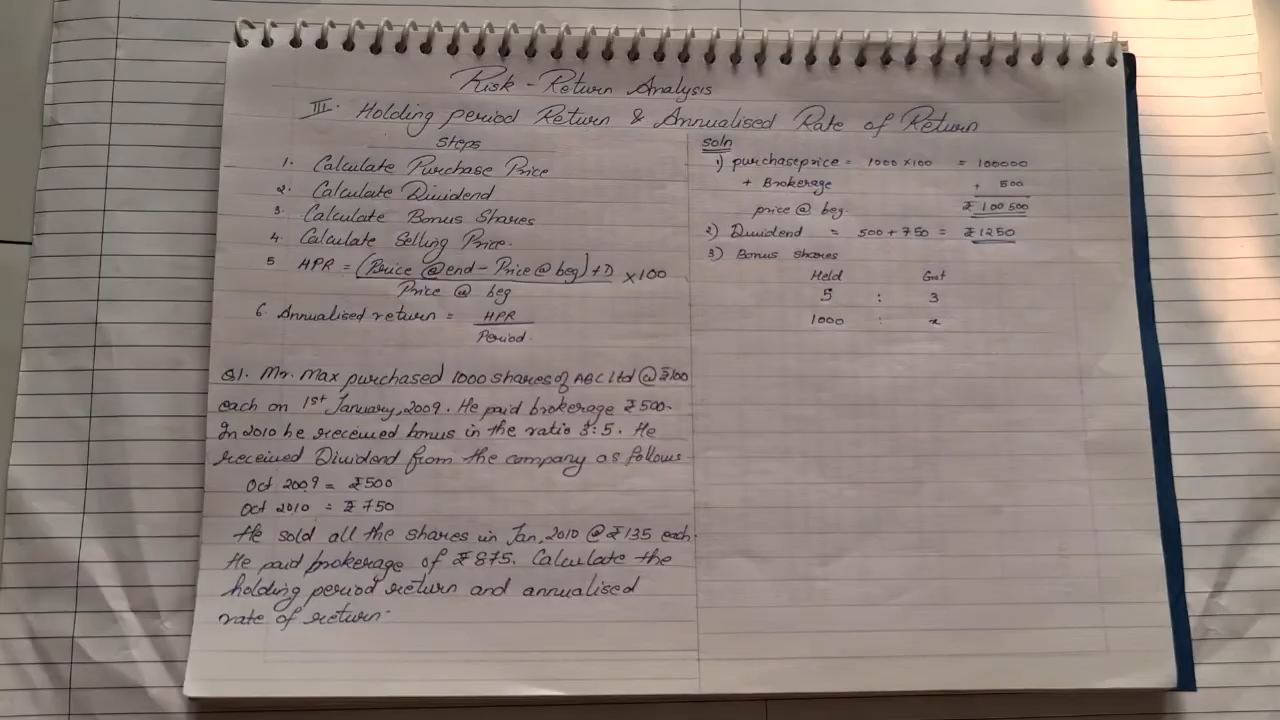 Risk - Return Analysis
III. Holding period Return & Annualised Rate of Return
Steps
1. Calculate Purchase Price
2. Calculate Dividend
3. Calculate Bonus Shares
4. Calculate Selling Price.
5 HPR = (Price @end - Price @ beg) + D × 100
Price @ beg
6. Annualised return = HPR
Period.
Q1. Mr. Max purchased 1000 shares of ABC ltd @ ₹100
each on 1st January, 2009. He paid brokerage ₹500.
In 2010 he received bonus in the ratio 3:5. He
received Dividend from the company as follows
Oct 2009 = ₹500
Oct 2010 = ₹750
He sold all the shares in Jan, 2010 @ ₹135 each.
He paid brokerage of ₹875. Calculate the
holding period return and annualised
rate of return.
Soln
1) purchase price = 1000 × 100 = 100000
+ Brokerage + 500
price @ beg. ₹ 100 500
2) Dividend = 500 + 750 = ₹1250
3) Bonus shares
Held Get
5 : 3
1000 : x